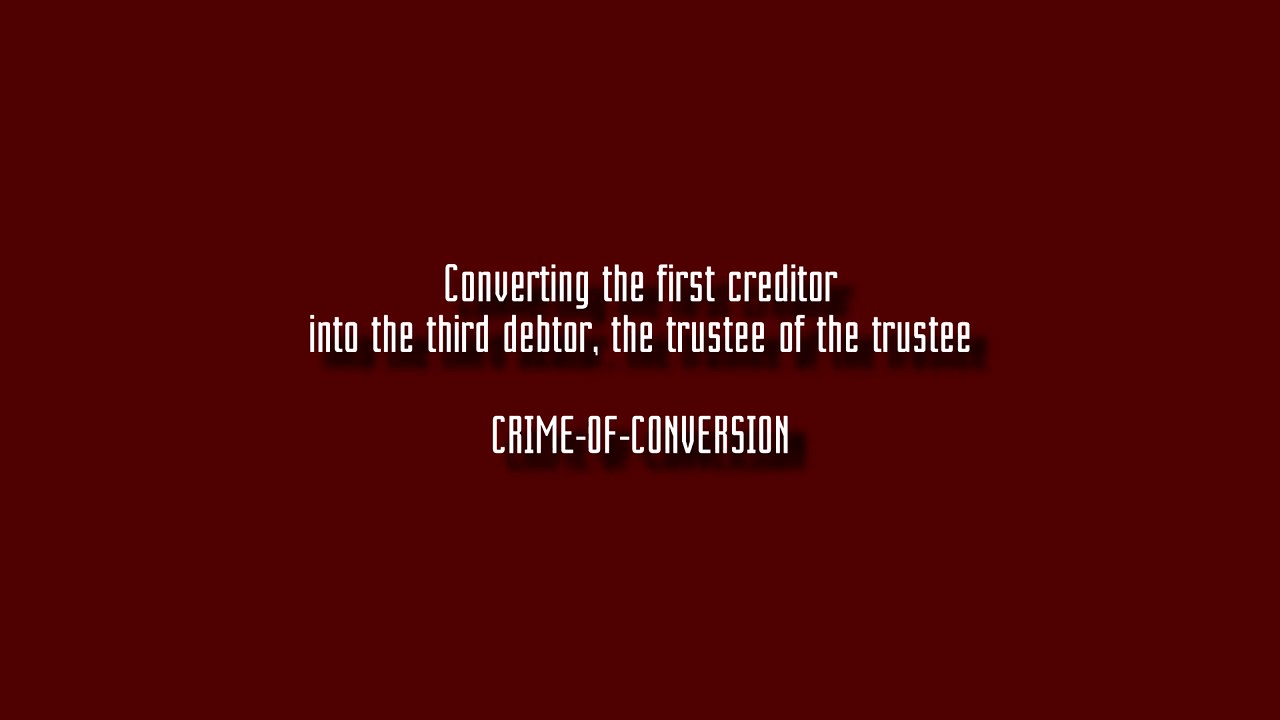 Converting the first creditor
into the third debtor, the trustee of the trustee
CRIME-OF-CONVERSION